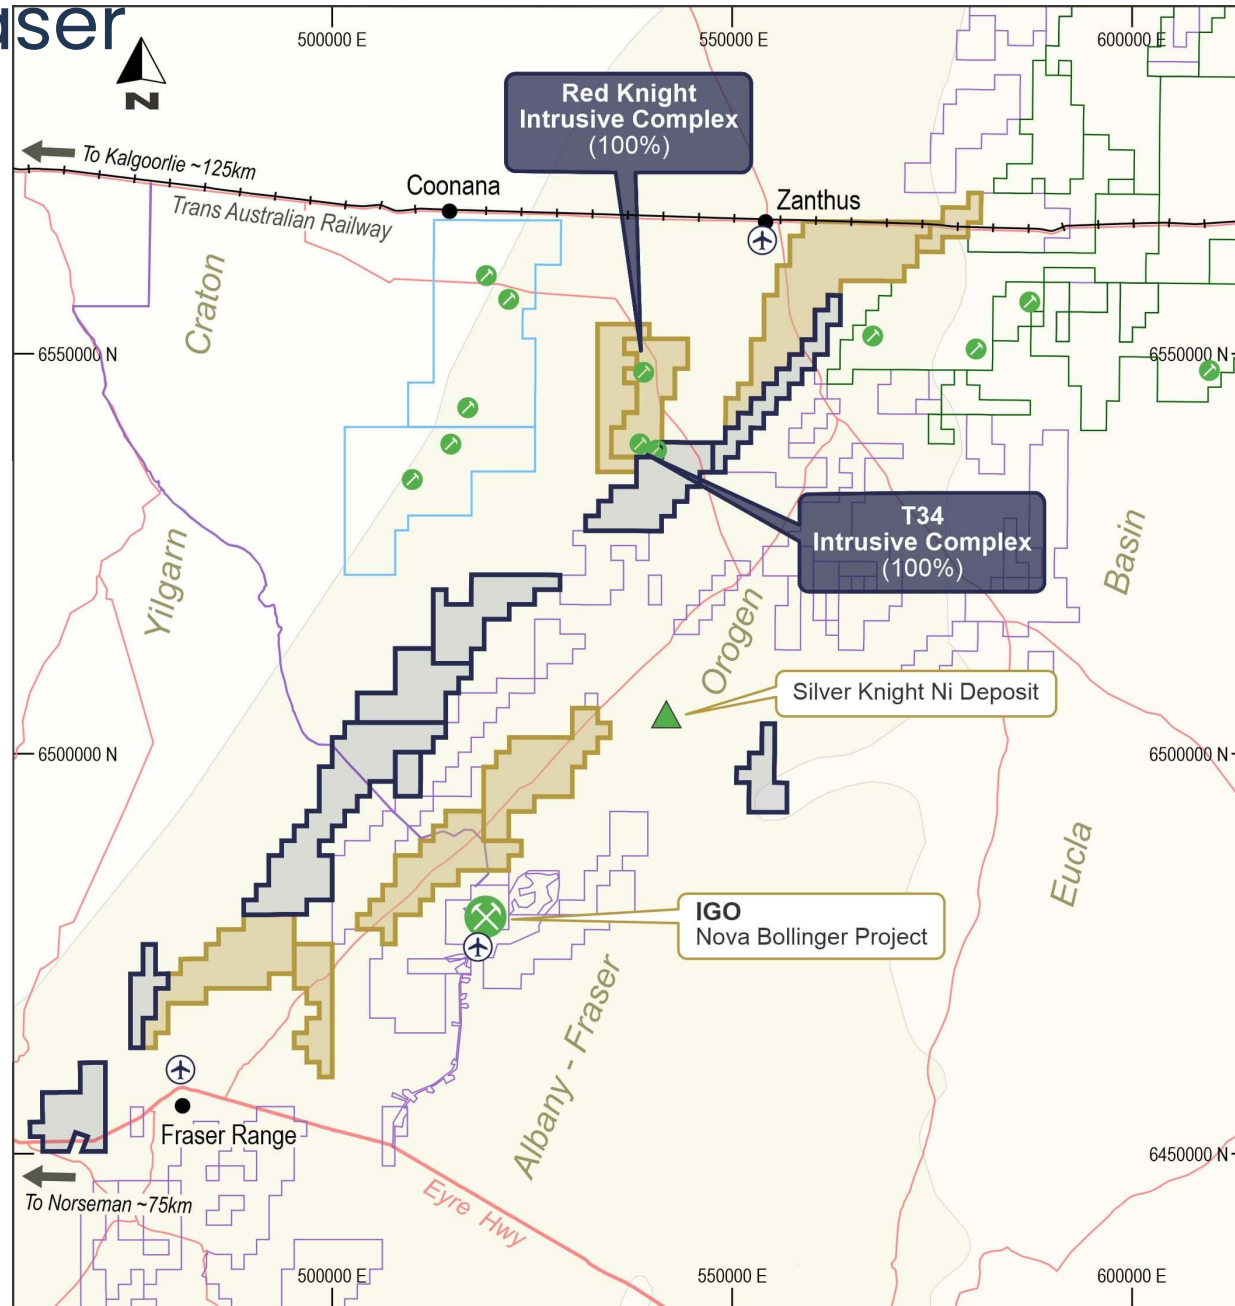 aser
500000 E
550000 E
600000 E
N
Red Knight
Intrusive Complex
(100%)
To Kalgoorlie ~125km
Trans Australian Railway
Coonana
Zanthus
Craton
6550000 N
6550000 N
T34
Intrusive Complex
(100%)
Yilgarn
Basin
Orogen
Silver Knight Ni Deposit
6500000 N
6500000 N
Eucla
IGO
Nova Bollinger Project
Albany - Fraser
Fraser Range
6450000 N
To Norseman ~75km
Eyre Hwy
500000 E
550000 E
600000 E